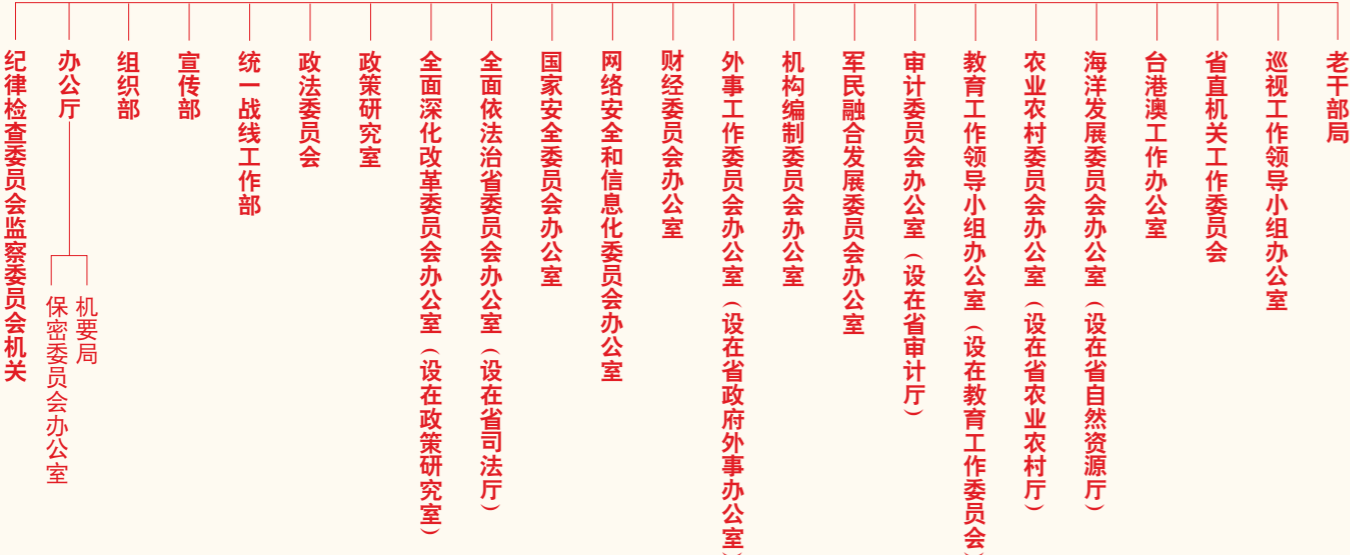 纪律检查委员会监察委员会机关
办公厅
保密委员会办公室
机要局
组织部
宣传部
统一战线工作部
政法委员会
政策研究室
全面深化改革委员会办公室（设在政策研究室）
全面依法治省委员会办公室（设在省司法厅）
国家安全委员会办公室
网络安全和信息化委员会办公室
财经委员会办公室
外事工作委员会办公室（设在省政府外事办公室）
机构编制委员会办公室
军民融合发展委员会办公室
审计委员会办公室（设在省审计厅）
教育工作领导小组办公室（设在教育工作委员会）
农业农村委员会办公室（设在省农业农村厅）
海洋发展委员会办公室（设在省自然资源厅）
台港澳工作办公室
省直机关工作委员会
巡视工作领导小组办公室
老干部局